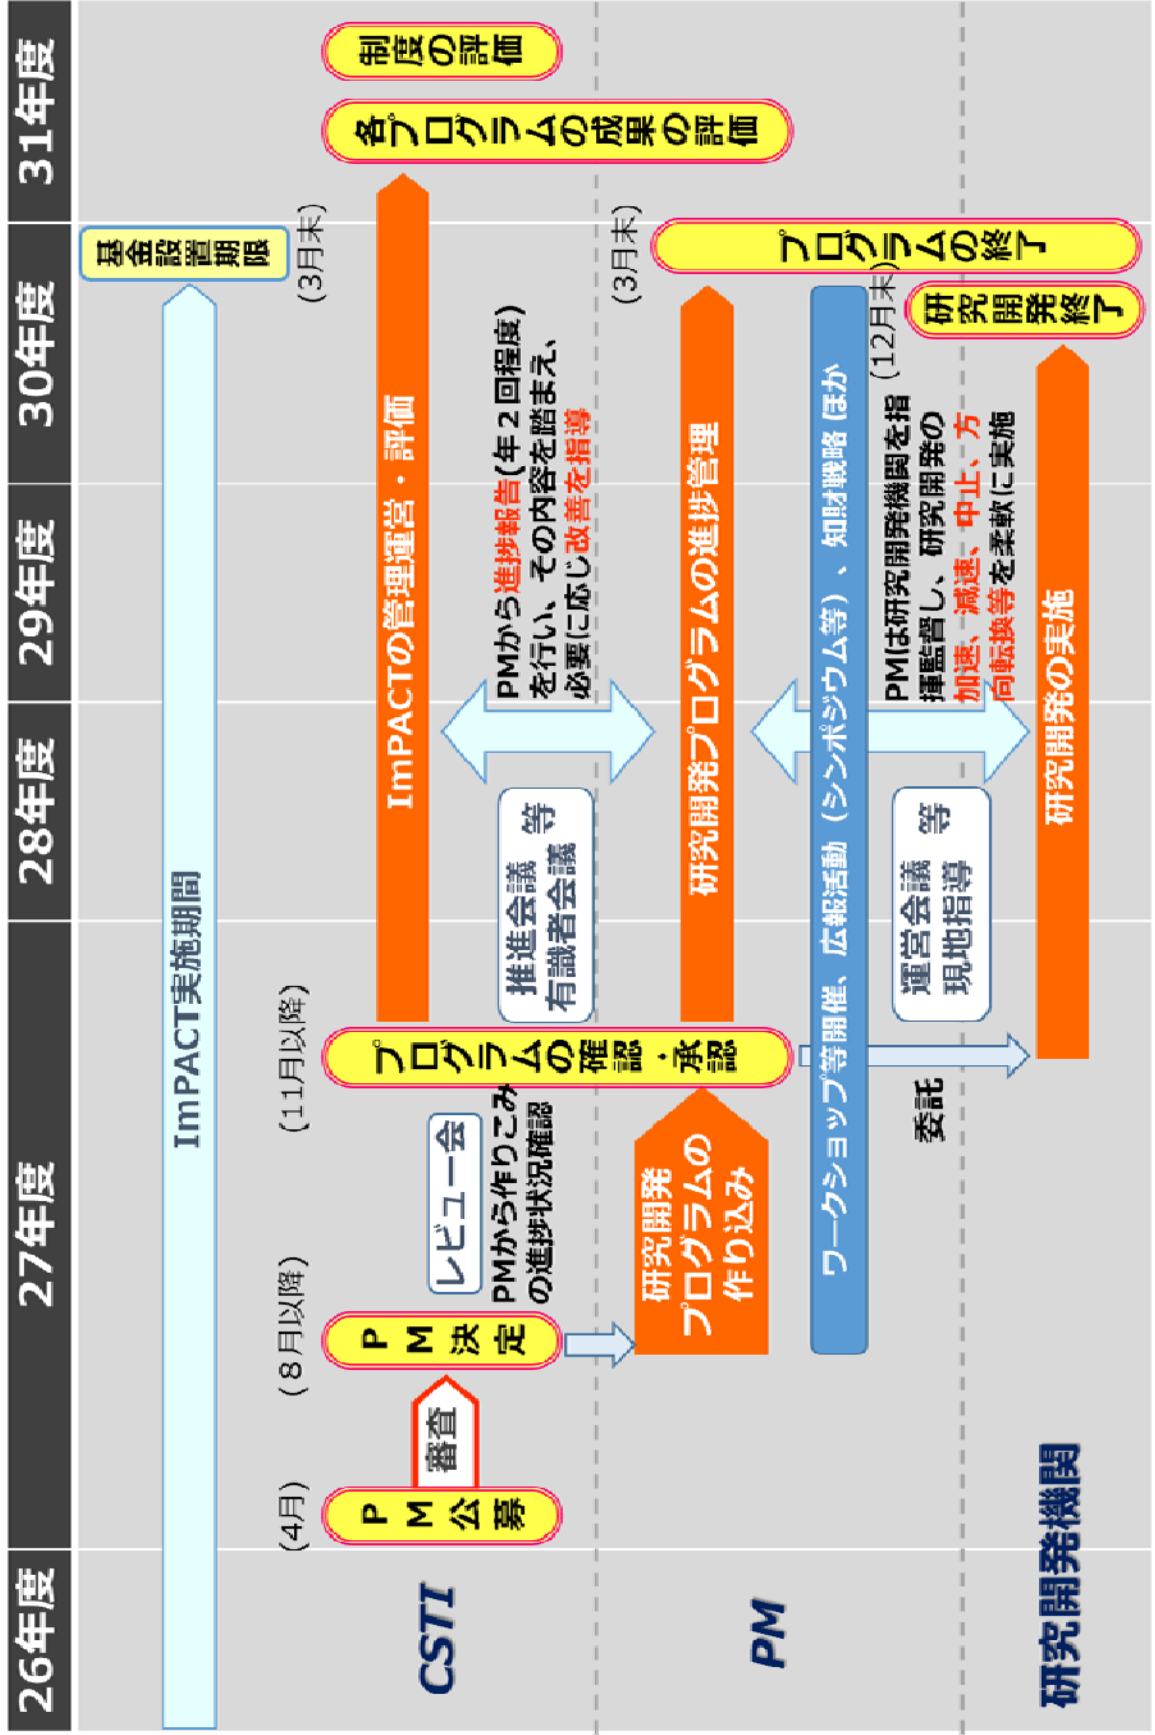 26年度
27年度
28年度
29年度
30年度
31年度
ImPACT実施期間
基金設置期限
(3月末)
CSTI
(4月)
PM公募
審査
(8月以降)
PM決定
レビュー会
PMから作りこみ
の進捗状況確認
(11月以降)
プログラムの確認・承認
ImPACTの管理運営・評価
推進会議 等
有識者会議
PMから進捗報告(年2回程度)
を行い、その内容を踏まえ、
必要に応じ改善を指導
各プログラムの成果の評価
制度の評価
PM
研究開発
プログラムの
作り込み
研究開発プログラムの進捗管理
(3月末)
プログラムの終了
ワークショップ等開催、広報活動(シンポジウム等)、知財戦略 ほか
委託
運営会議 等
現地指導
PMは研究開発機関を指
揮監督し、研究開発の
加速、減速、中止、方
向転換等を柔軟に実施
(12月末)
研究開発終了
研究開発機関
研究開発の実施